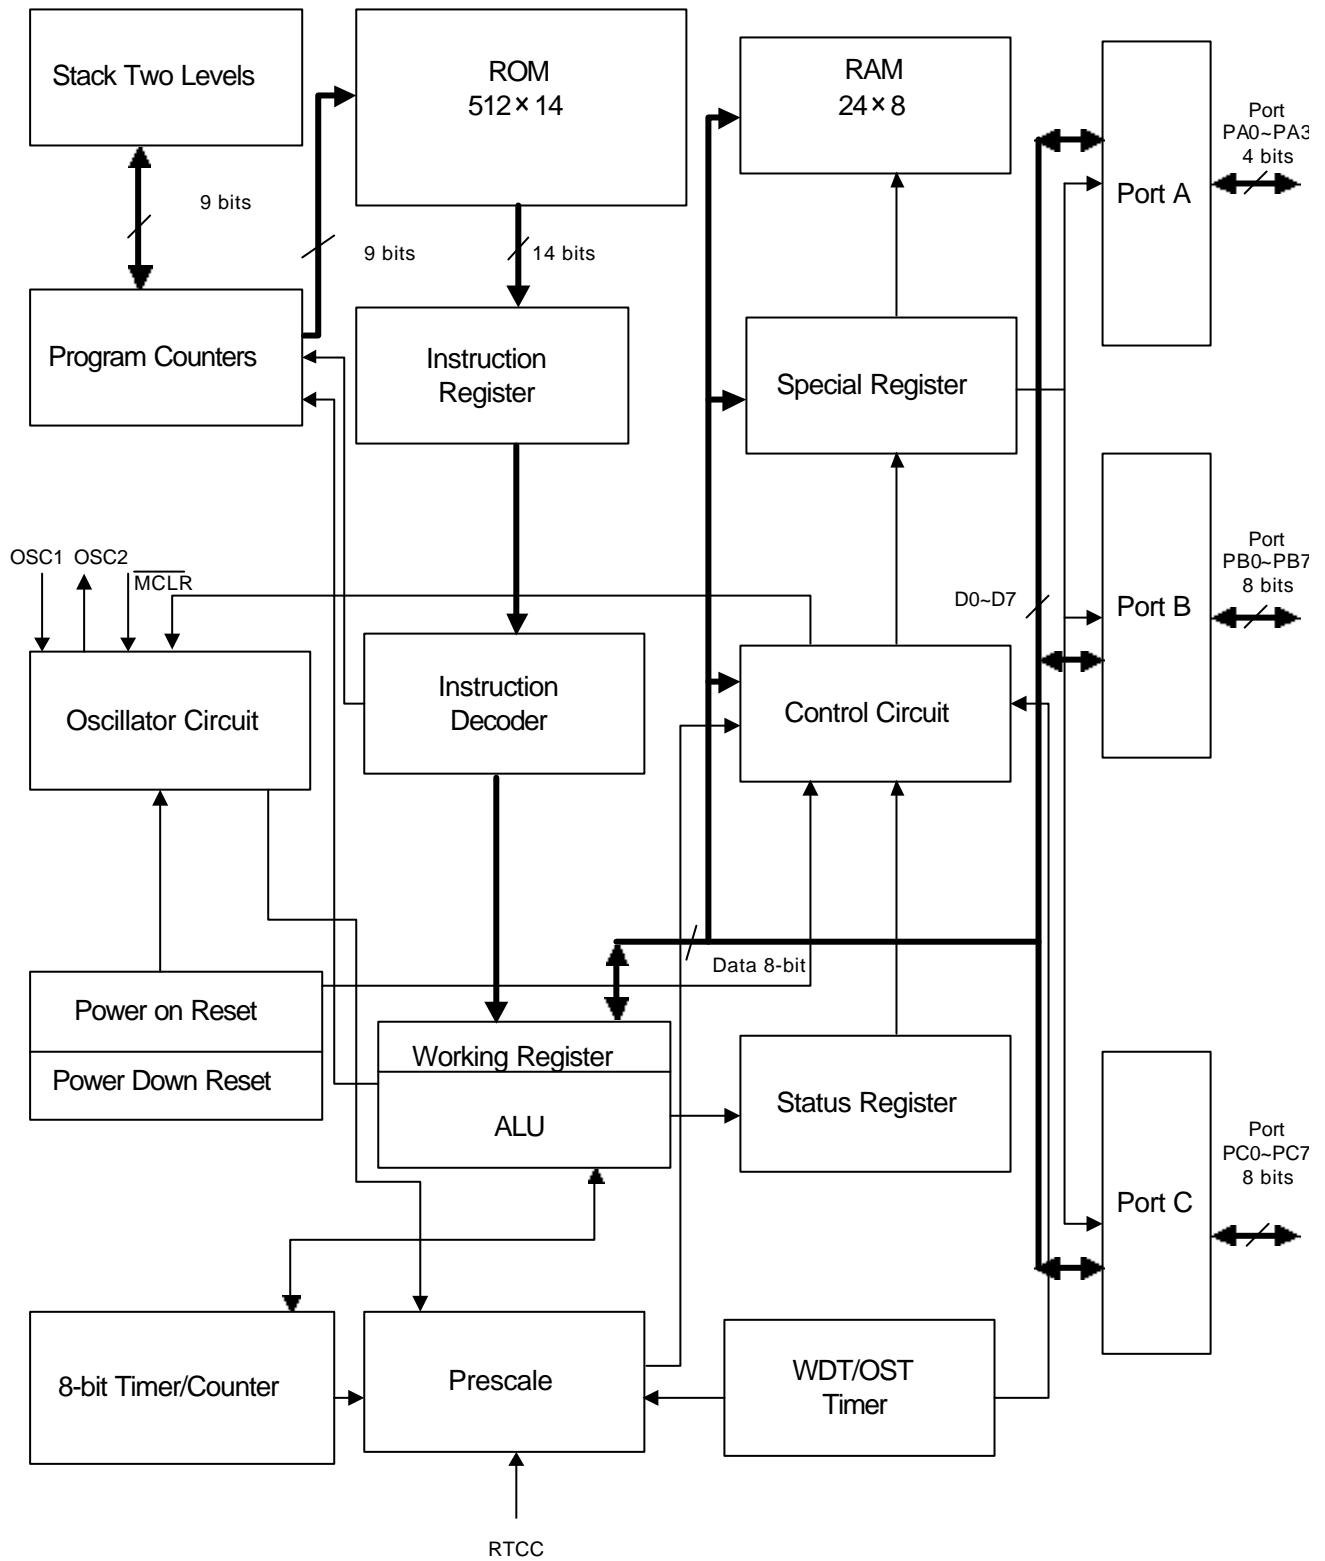 Stack Two Levels
ROM
512×14
RAM
24×8
Port
PA0~PA3
4 bits
Port A
9 bits
9 bits
14 bits
Program Counters
Instruction
Register
Special Register
OSC1
OSC2
MCLR
D0~D7
Port
PB0~PB7
8 bits
Port B
Oscillator Circuit
Instruction
Decoder
Control Circuit
Data 8-bit
Power on Reset
Power Down Reset
Working Register
ALU
Status Register
Port
PC0~PC7
8 bits
Port C
8-bit Timer/Counter
Prescale
WDT/OST
Timer
RTCC